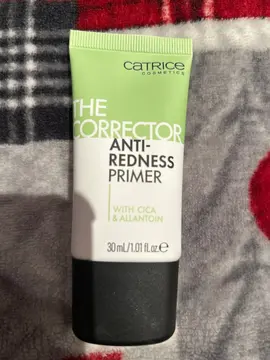 CATRICE
COSMETICS
THE
CORRECTOR
ANTI-
REDNESS
PRIMER
WITH CICA
& ALLANTOIN
30 mL/1.01 fl.oz.℮